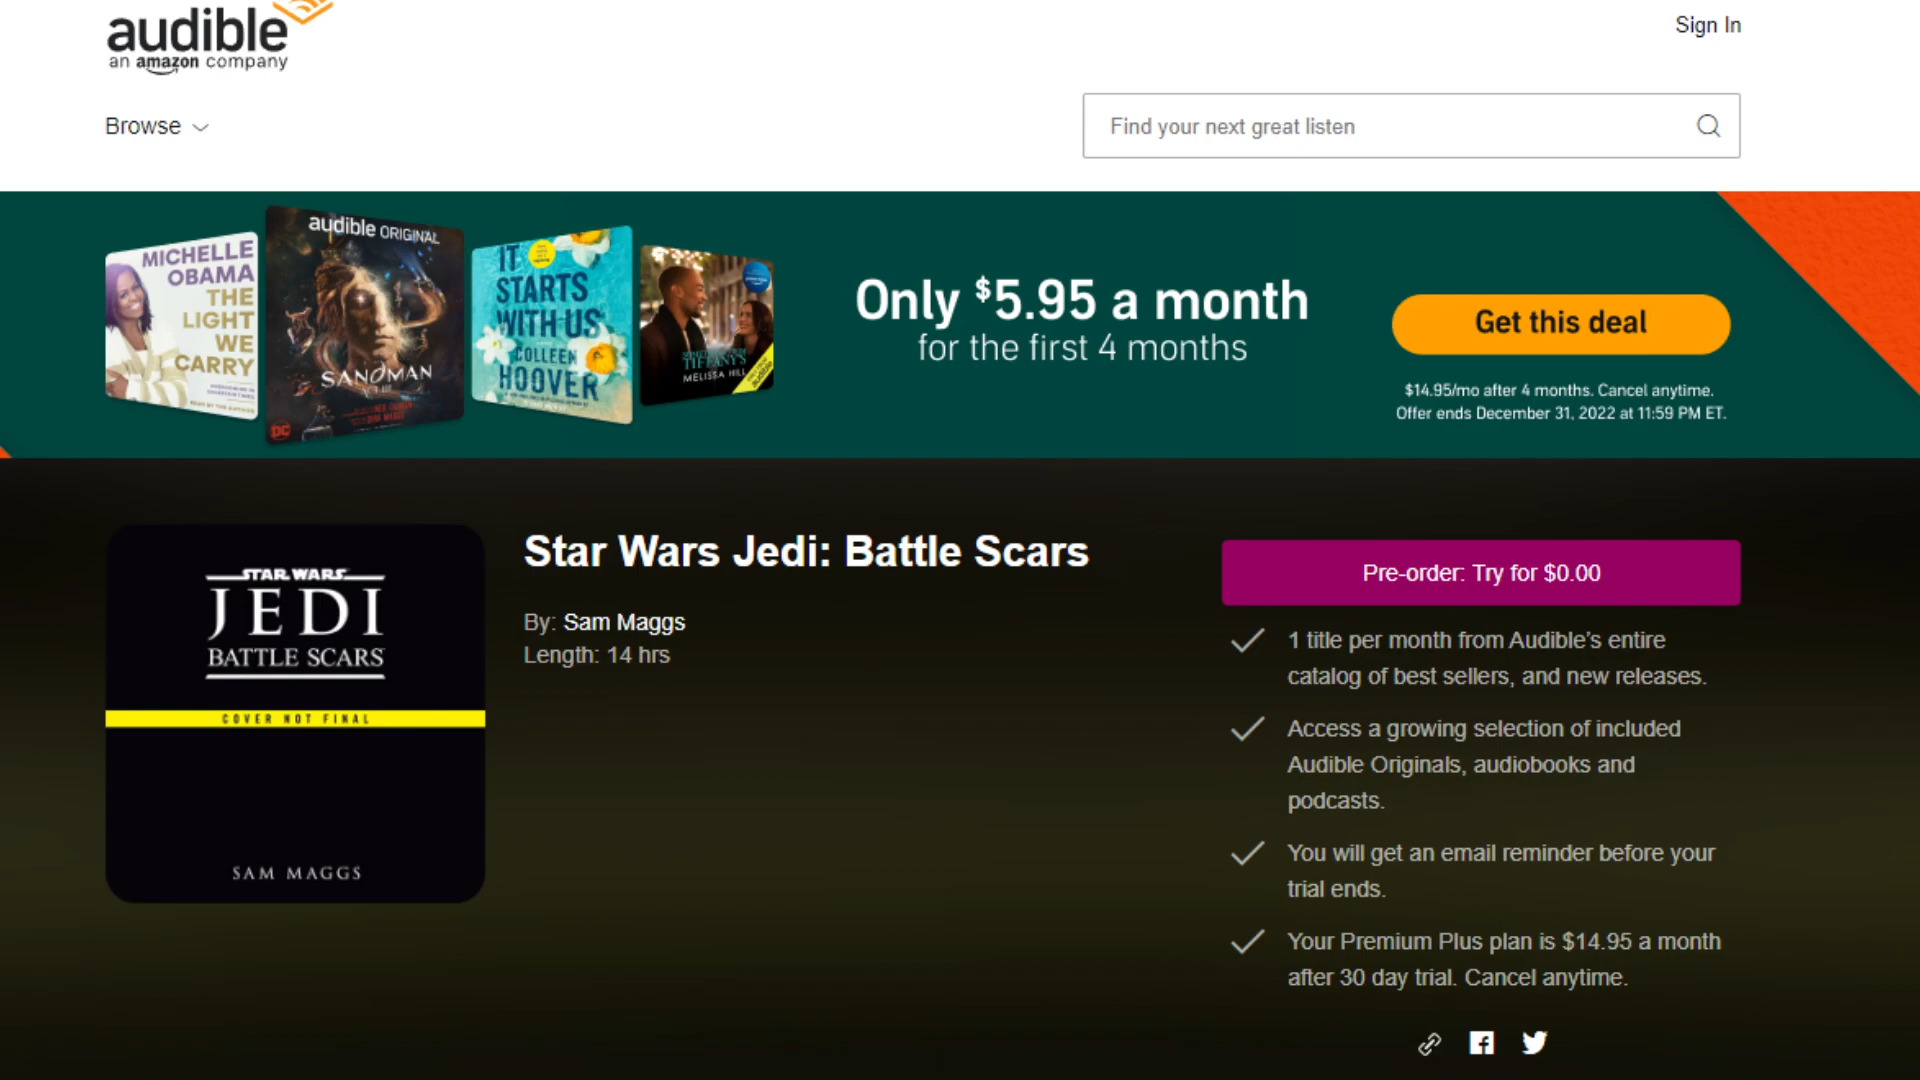 audible
an amazon company
Sign In
Browse
Find your next great listen
MICHELLE
OBAMA
THE
LIGHT
WE
CARRY
audible ORIGINAL
SANDMAN
DC
IT
STARTS
WITH US
COLLEEN
HOOVER
TIFFANY'S
MELISSA HILL
Only $5.95 a month
for the first 4 months
Get this deal
$14.95/mo after 4 months. Cancel anytime.
Offer ends December 31, 2022 at 11:59 PM ET.
STAR WARS
JEDI
BATTLE SCARS
COVER NOT FINAL
SAM MAGGS
Star Wars Jedi: Battle Scars
By: Sam Maggs
Length: 14 hrs
Pre-order: Try for $0.00
1 title per month from Audible’s entire
catalog of best sellers, and new releases.
Access a growing selection of included
Audible Originals, audiobooks and
podcasts.
You will get an email reminder before your
trial ends.
Your Premium Plus plan is $14.95 a month
after 30 day trial. Cancel anytime.